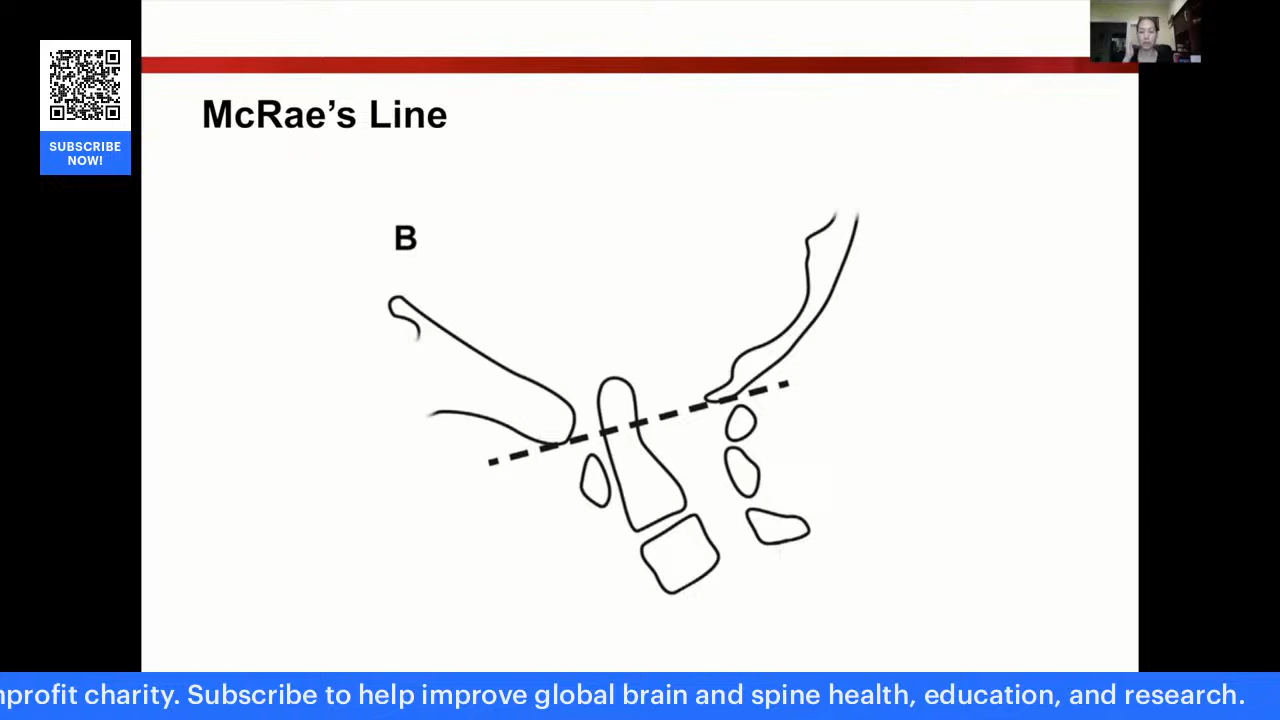 SUBSCRIBE
NOW!
McRae's Line
B
nprofit charity. Subscribe to help improve global brain and spine health, education, and research.